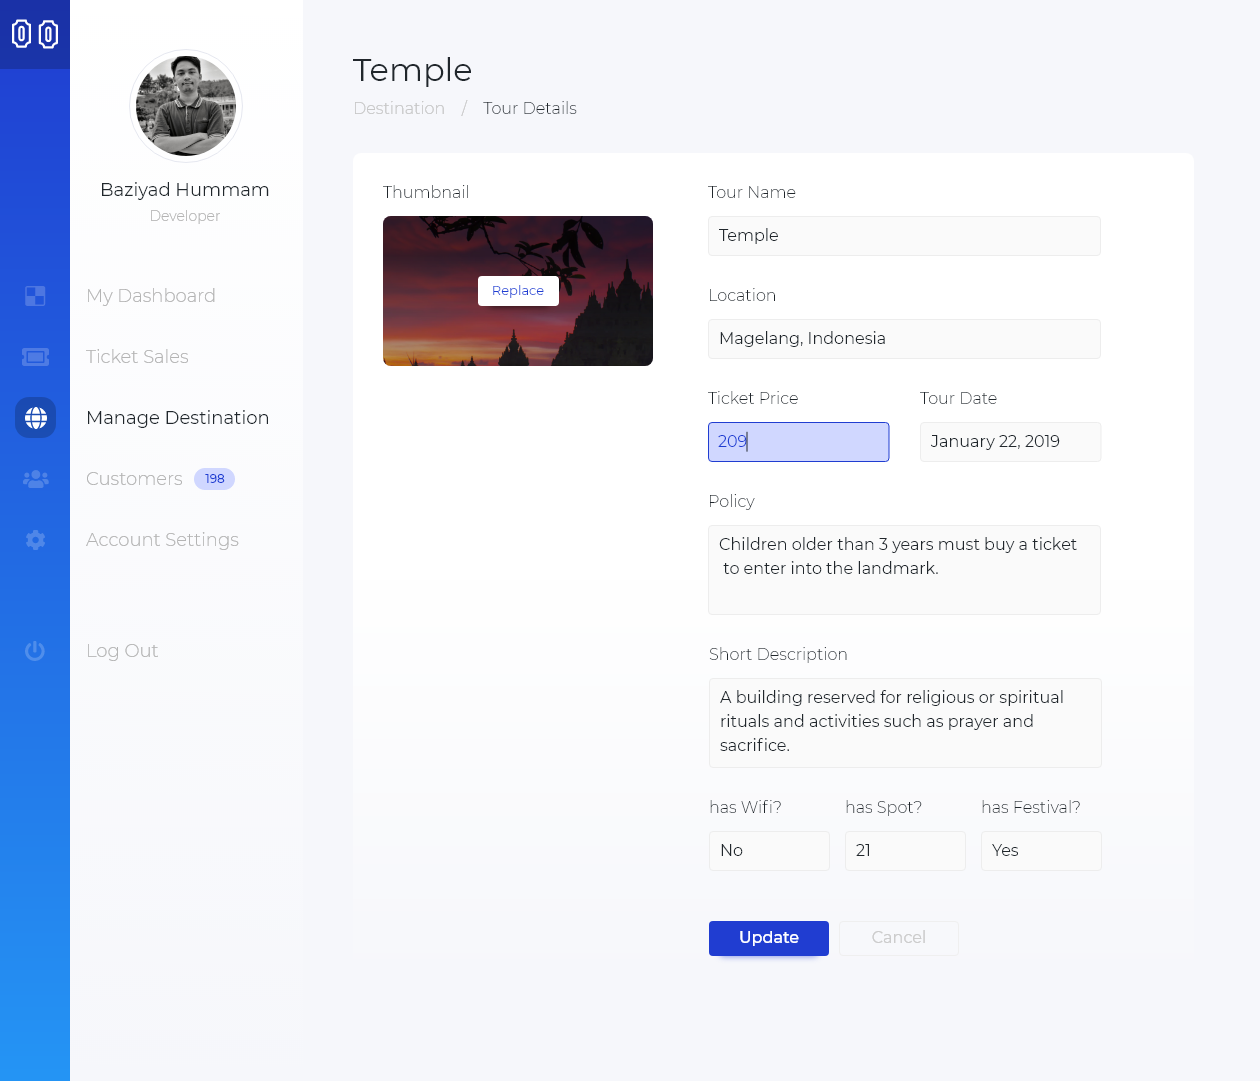 Baziyad Hummam
Developer
My Dashboard
Ticket Sales
Manage Destination
Customers 198
Account Settings
Log Out
Temple
Destination / Tour Details
Thumbnail
Replace
Tour Name
Temple
Location
Magelang, Indonesia
Ticket Price Tour Date
209 January 22, 2019
Policy
Children older than 3 years must buy a ticket
to enter into the landmark.
Short Description
A building reserved for religious or spiritual
rituals and activities such as prayer and
sacrifice.
has Wifi? has Spot? has Festival?
No 21 Yes
Update Cancel